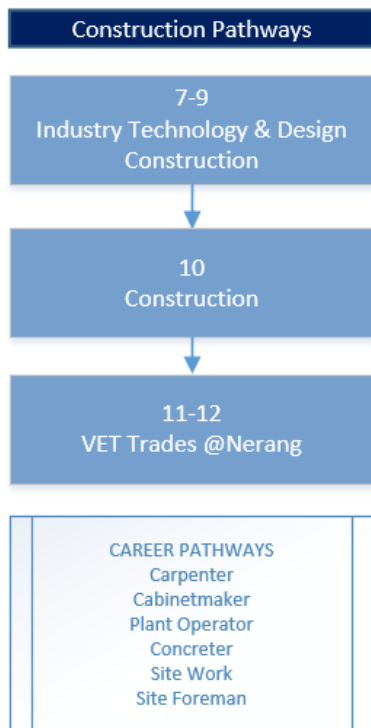 Construction Pathways
7-9
Industry Technology & Design
Construction
10
Construction
11-12
VET Trades @Nerang
CAREER PATHWAYS
Carpenter
Cabinetmaker
Plant Operator
Concreter
Site Work
Site Foreman